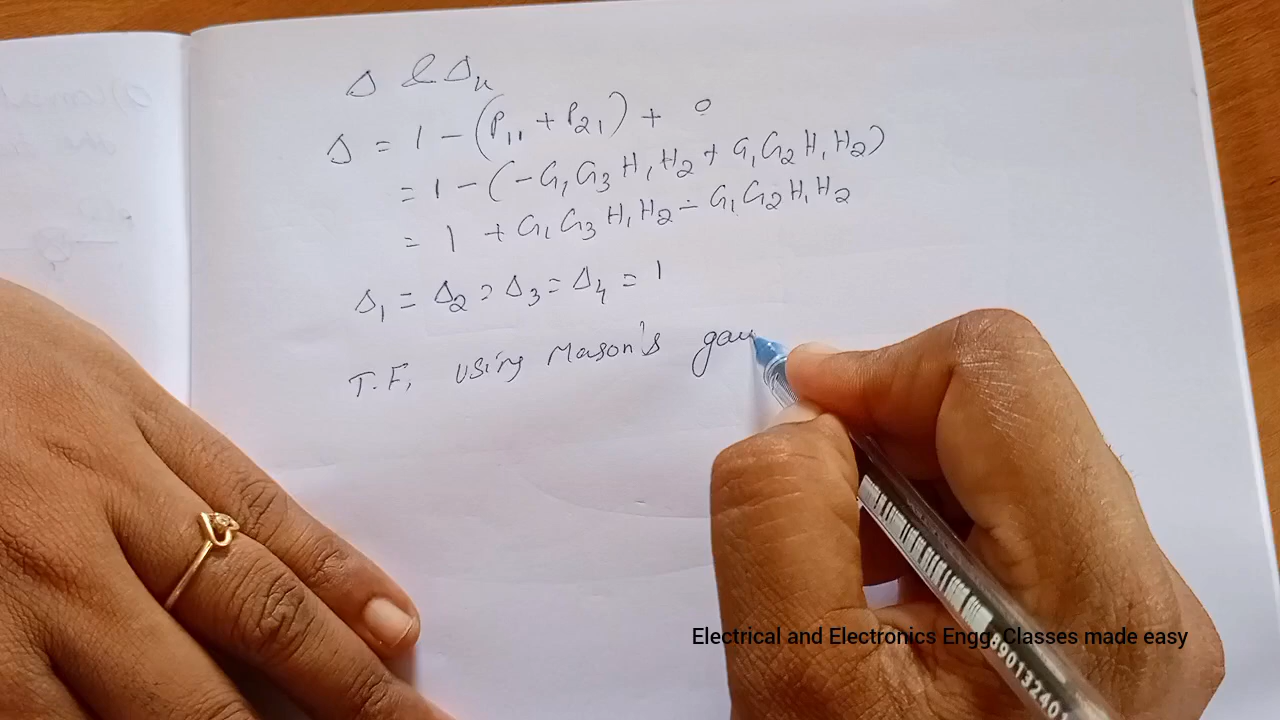 Δ & Δk
Δ = 1 - (P11 + P21) + 0
= 1 - (-G1G3H1H2 + G1G2H1H2)
= 1 + G1G3H1H2 - G1G2H1H2
Δ1 = Δ2 = Δ3 = Δ4 = 1
T.F, using Mason's gai
Electrical and Electronics Engg. Classes made easy